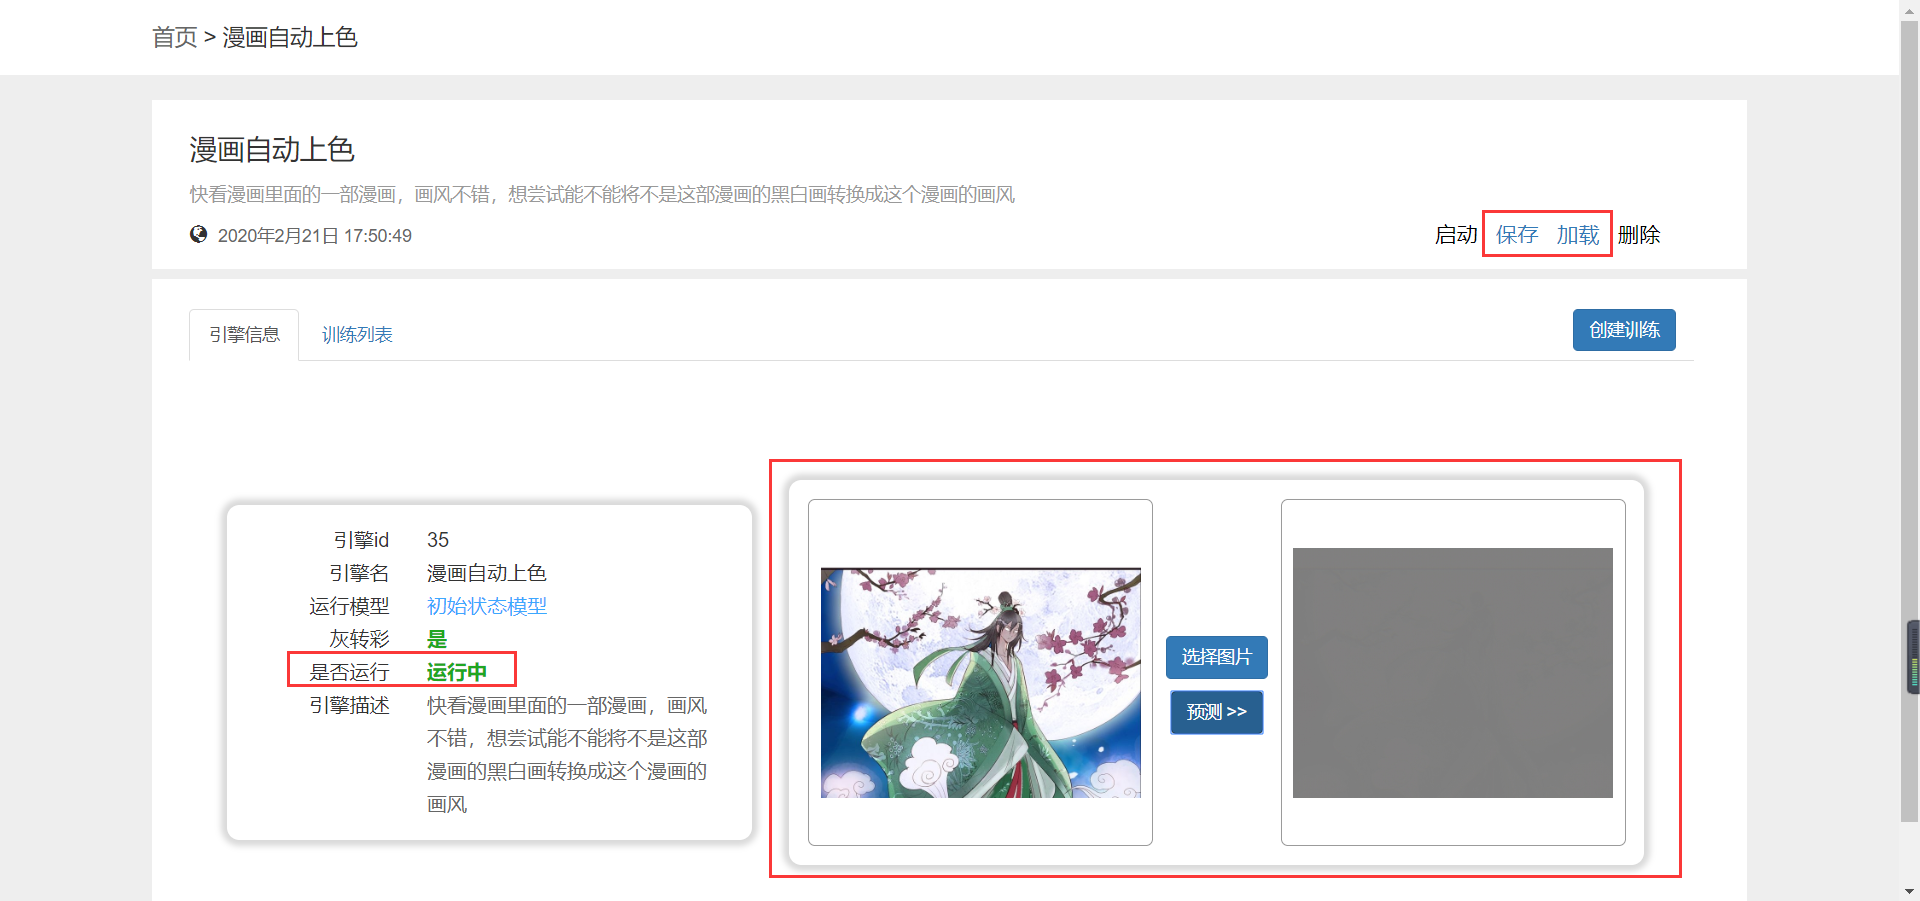 首页 > 漫画自动上色
漫画自动上色
快看漫画里面的一部漫画，画风不错，想尝试能不能将不是这部漫画的黑白画转换成这个漫画的画风
2020年2月21日 17:50:49
启动 保存 加载 删除
引擎信息 训练列表 创建训练
引擎id 35
引擎名 漫画自动上色
运行模型 初始状态模型
灰转彩 是
是否运行 运行中
引擎描述 快看漫画里面的一部漫画，画风
不错，想尝试能不能将不是这部
漫画的黑白画转换成这个漫画的
画风
选择图片
预测 >>